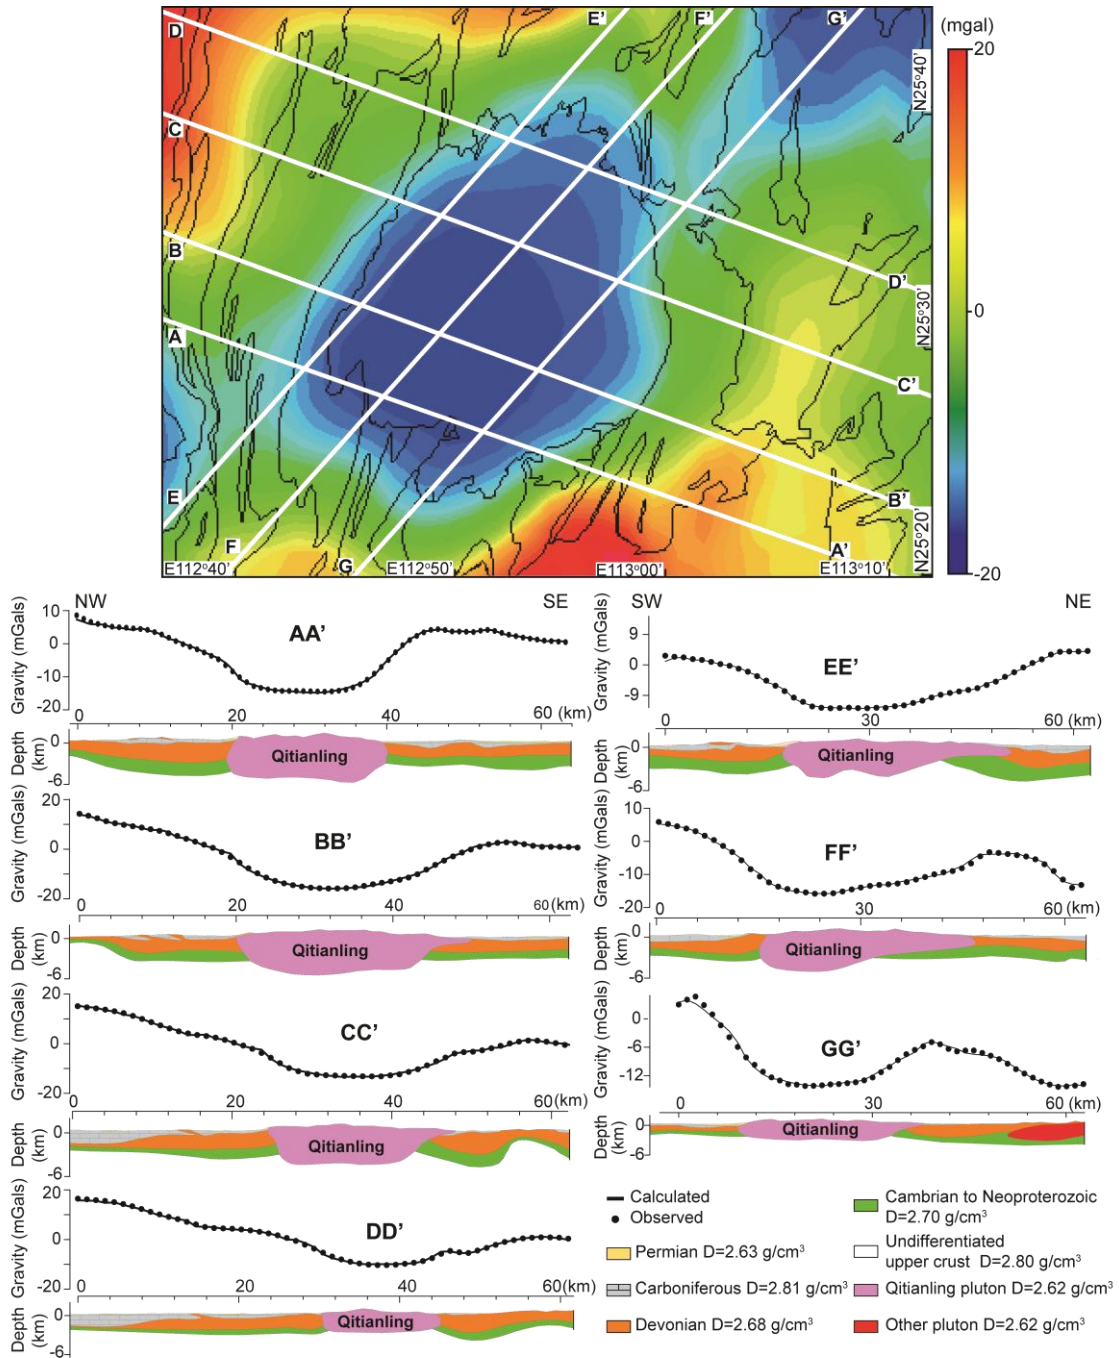 D
E’
F’
G’
(mgal)
20
N25°40’
C
B
D’
N25°30’
0
A
C’
E
B’
N25°20’
F
G
A’
E112°40’
E112°50’
E113°00’
E113°10’
-20
NW
SE
Gravity (mGals)
10
0
-10
-20
AA’
0
20
40
60 (km)
Depth (km)
0
-6
Qitianling
Gravity (mGals)
20
0
-20
BB’
0
20
40
60 (km)
Depth (km)
0
-6
Qitianling
Gravity (mGals)
20
0
-20
CC’
0
20
40
60 (km)
Depth (km)
0
-6
Qitianling
Gravity (mGals)
20
0
-20
DD’
0
20
40
60 (km)
Depth (km)
0
-6
Qitianling
SW
NE
Gravity (mGals)
9
0
-9
EE’
0
30
60 (km)
Depth (km)
0
-6
Qitianling
Gravity (mGals)
10
0
-10
-20
FF’
0
30
60 (km)
Depth (km)
0
-6
Qitianling
Gravity (mGals)
0
-6
-12
GG’
0
30
60 (km)
Depth (km)
0
-6
Qitianling
Calculated
Observed
Permian D=2.63 g/cm³
Carboniferous D=2.81 g/cm³
Devonian D=2.68 g/cm³
Cambrian to Neoproterozoic
D=2.70 g/cm³
Undifferentiated
upper crust D=2.80 g/cm³
Qitianling pluton D=2.62 g/cm³
Other pluton D=2.62 g/cm³